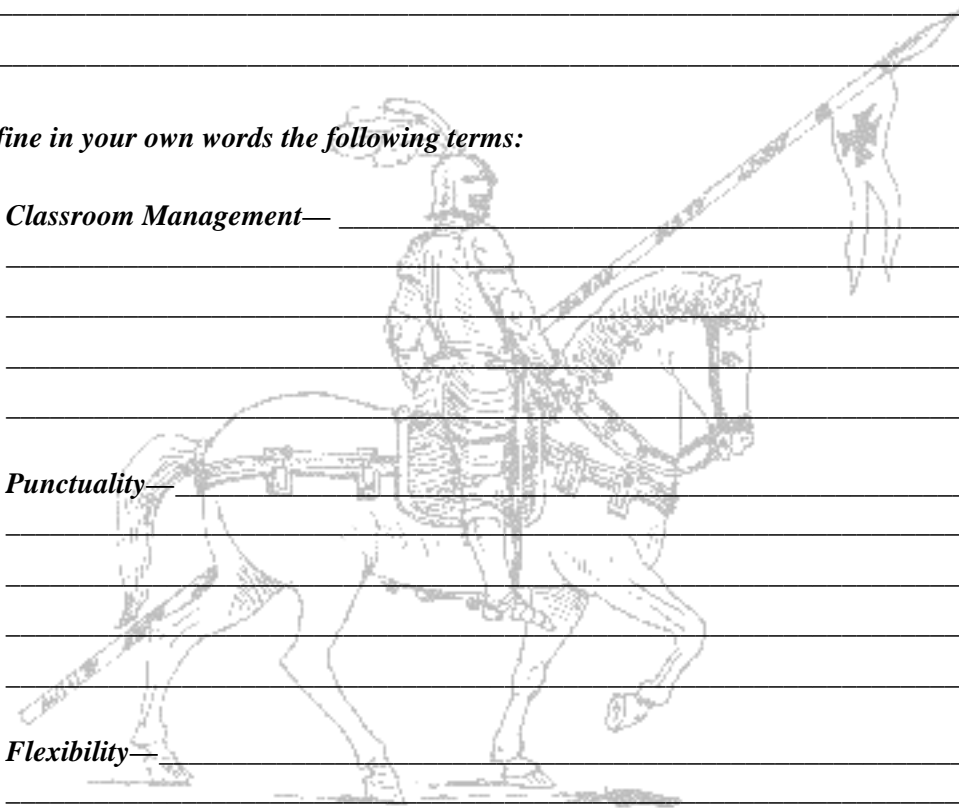 fine in your own words the following terms:
Classroom Management—
Punctuality—
Flexibility—